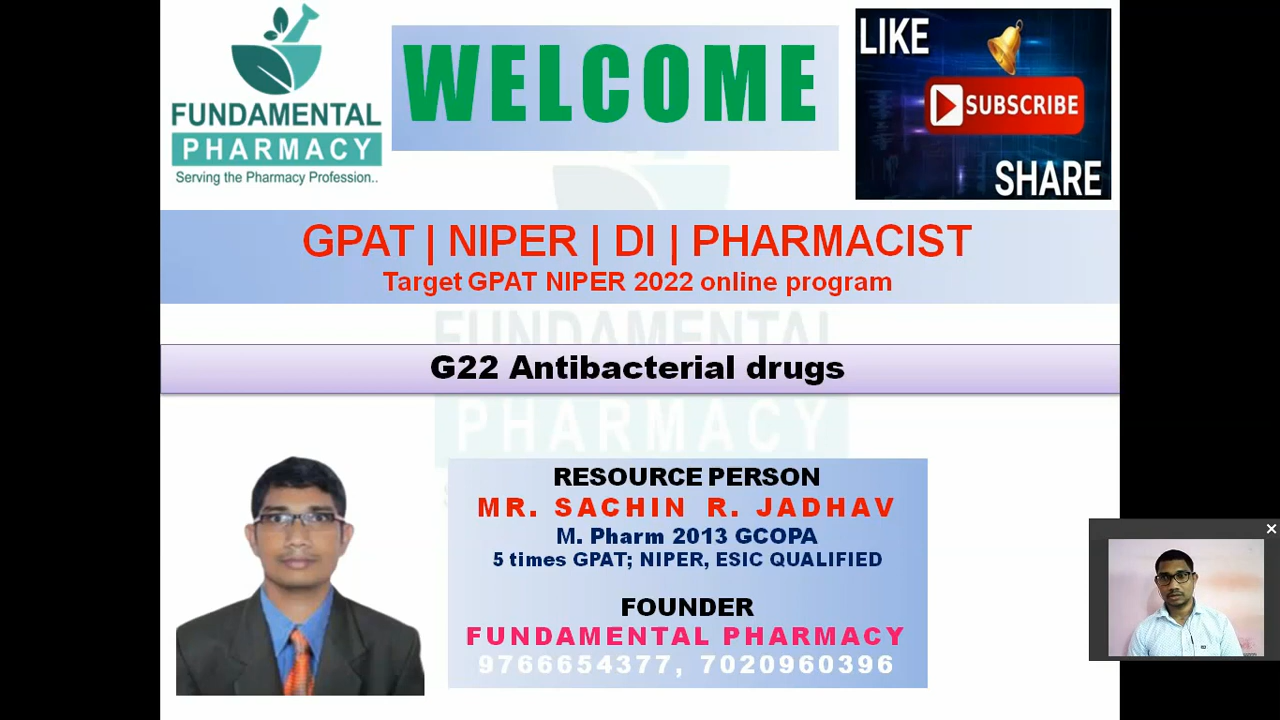 FUNDAMENTAL
PHARMACY
Serving the Pharmacy Profession..
WELCOME
LIKE
SUBSCRIBE
SHARE
GPAT | NIPER | DI | PHARMACIST
Target GPAT NIPER 2022 online program
FUNDAMENTAL
G22 Antibacterial drugs
PHARMACY
RESOURCE PERSON
MR. SACHIN R. JADHAV
M. Pharm 2013 GCOPA
5 times GPAT; NIPER, ESIC QUALIFIED
FOUNDER
FUNDAMENTAL PHARMACY
9766654377, 7020960396